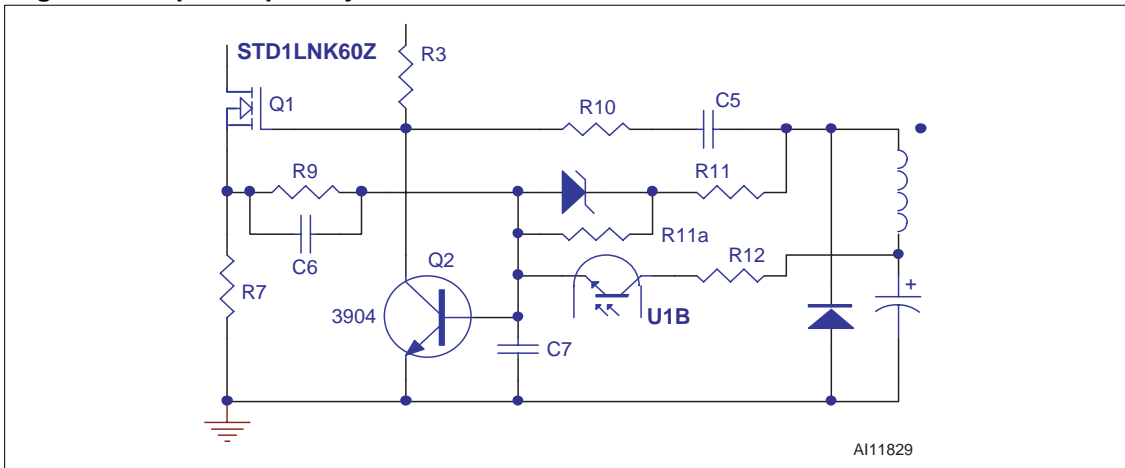 STD1LNK60Z
R3
Q1
R10
C5
R9
R11
C6
R11a
Q2
R12
R7
3904
U1B
+
C7
AI11829